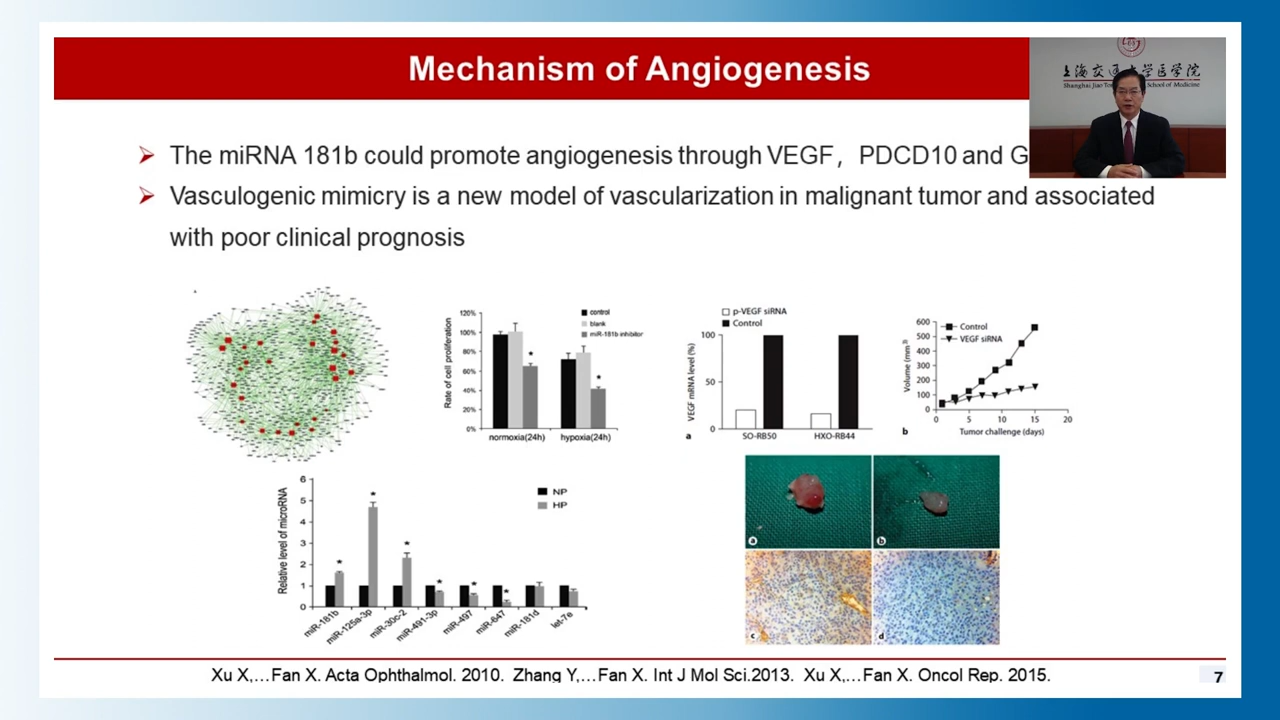 Mechanism of Angiogenesis
上海交通大学医学院
Shanghai Jiao Tong School of Medicine
The miRNA 181b could promote angiogenesis through VEGF，PDCD10 and G
Vasculogenic mimicry is a new model of vascularization in malignant tumor and associated
with poor clinical prognosis
Rate of cell proliferation
120%
100%
80%
60%
40%
20%
0%
control
blank
miR-181b inhibitor
*
*
normoxia(24h)
hypoxia(24h)
p-VEGF siRNA
Control
VEGF mRNA level (%)
100
50
0
SO-RB50
HXO-RB44
a
Volume (mm³)
600
500
400
300
200
100
0
Control
VEGF siRNA
0
5
10
15
20
Tumor challenge (days)
b
Relative level of microRNA
6
5
4
3
2
1
0
NP
HP
*
*
*
*
*
*
miR-181b
miR-125a-3p
miR-30c-2
miR-491-3p
miR-497
miR-647
miR-181d
let-7e
a
b
c
d
Xu X,…Fan X. Acta Ophthalmol. 2010. Zhang Y,…Fan X. Int J Mol Sci.2013. Xu X,…Fan X. Oncol Rep. 2015.
7